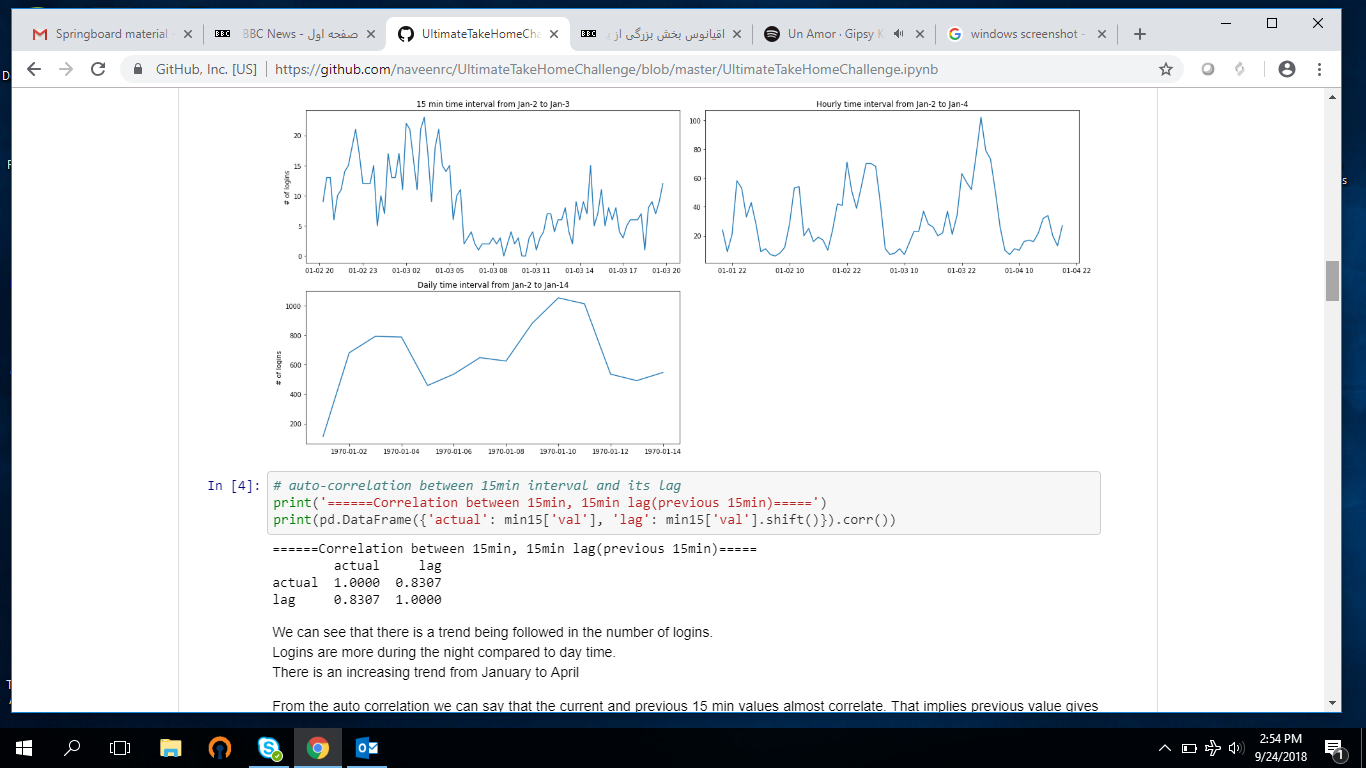 Springboard material -
BBC News - صفحه اول
UltimateTakeHomeCha
اقیانوس بخش بزرگی از
Un Amor · Gipsy K
windows screenshot -
GitHub, Inc. [US] | https://github.com/naveenrc/UltimateTakeHomeChallenge/blob/master/UltimateTakeHomeChallenge.ipynb
15 min time interval from Jan-2 to Jan-3
# of logins
20
15
10
5
0
01-02 20 01-02 23 01-03 02 01-03 05 01-03 08 01-03 11 01-03 14 01-03 17 01-03 20
Hourly time interval from Jan-2 to Jan-4
100
80
60
40
20
01-01 22 01-02 10 01-02 22 01-03 10 01-03 22 01-04 10 01-04 22
Daily time interval from Jan-2 to Jan-14
# of logins
1000
800
600
400
200
1970-01-02 1970-01-04 1970-01-06 1970-01-08 1970-01-10 1970-01-12 1970-01-14
In [4]:
# auto-correlation between 15min interval and its lag
print('======Correlation between 15min, 15min lag(previous 15min)=====')
print(pd.DataFrame({'actual': min15['val'], 'lag': min15['val'].shift()}).corr())
======Correlation between 15min, 15min lag(previous 15min)=====
actual lag
actual 1.0000 0.8307
lag 0.8307 1.0000
We can see that there is a trend being followed in the number of logins.
Logins are more during the night compared to day time.
There is an increasing trend from January to April
From the auto correlation we can say that the current and previous 15 min values almost correlate. That implies previous value gives
2:54 PM
9/24/2018
1